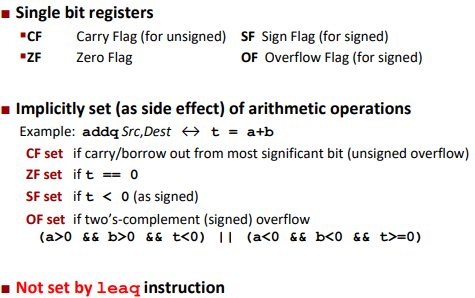 ■ Single bit registers
▪CF Carry Flag (for unsigned) SF Sign Flag (for signed)
▪ZF Zero Flag OF Overflow Flag (for signed)
■ Implicitly set (as side effect) of arithmetic operations
Example: addq Src,Dest ↔ t = a+b
CF set if carry/borrow out from most significant bit (unsigned overflow)
ZF set if t == 0
SF set if t < 0 (as signed)
OF set if two's-complement (signed) overflow
(a>0 && b>0 && t<0) || (a<0 && b<0 && t>=0)
■ Not set by leaq instruction